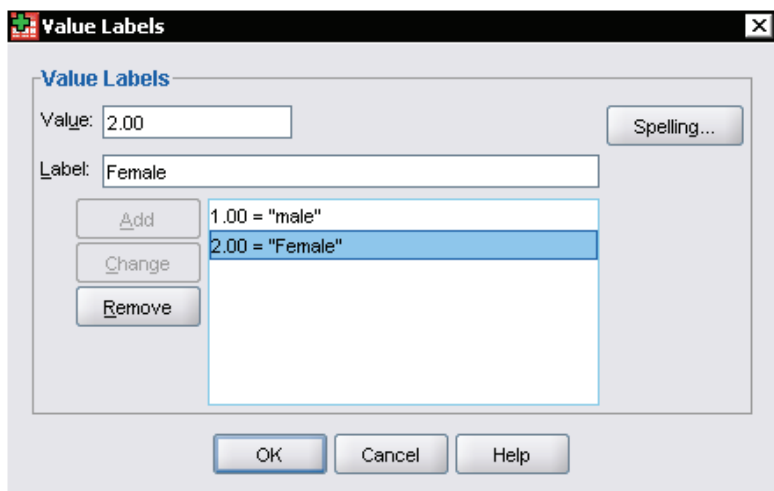 Value Labels
Value Labels
Value: 2.00
Spelling...
Label: Female
Add
1.00 = "male"
2.00 = "Female"
Change
Remove
OK
Cancel
Help